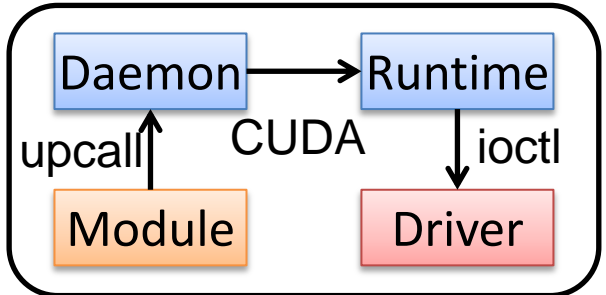 Daemon
Runtime
CUDA
upcall
ioctl
Module
Driver